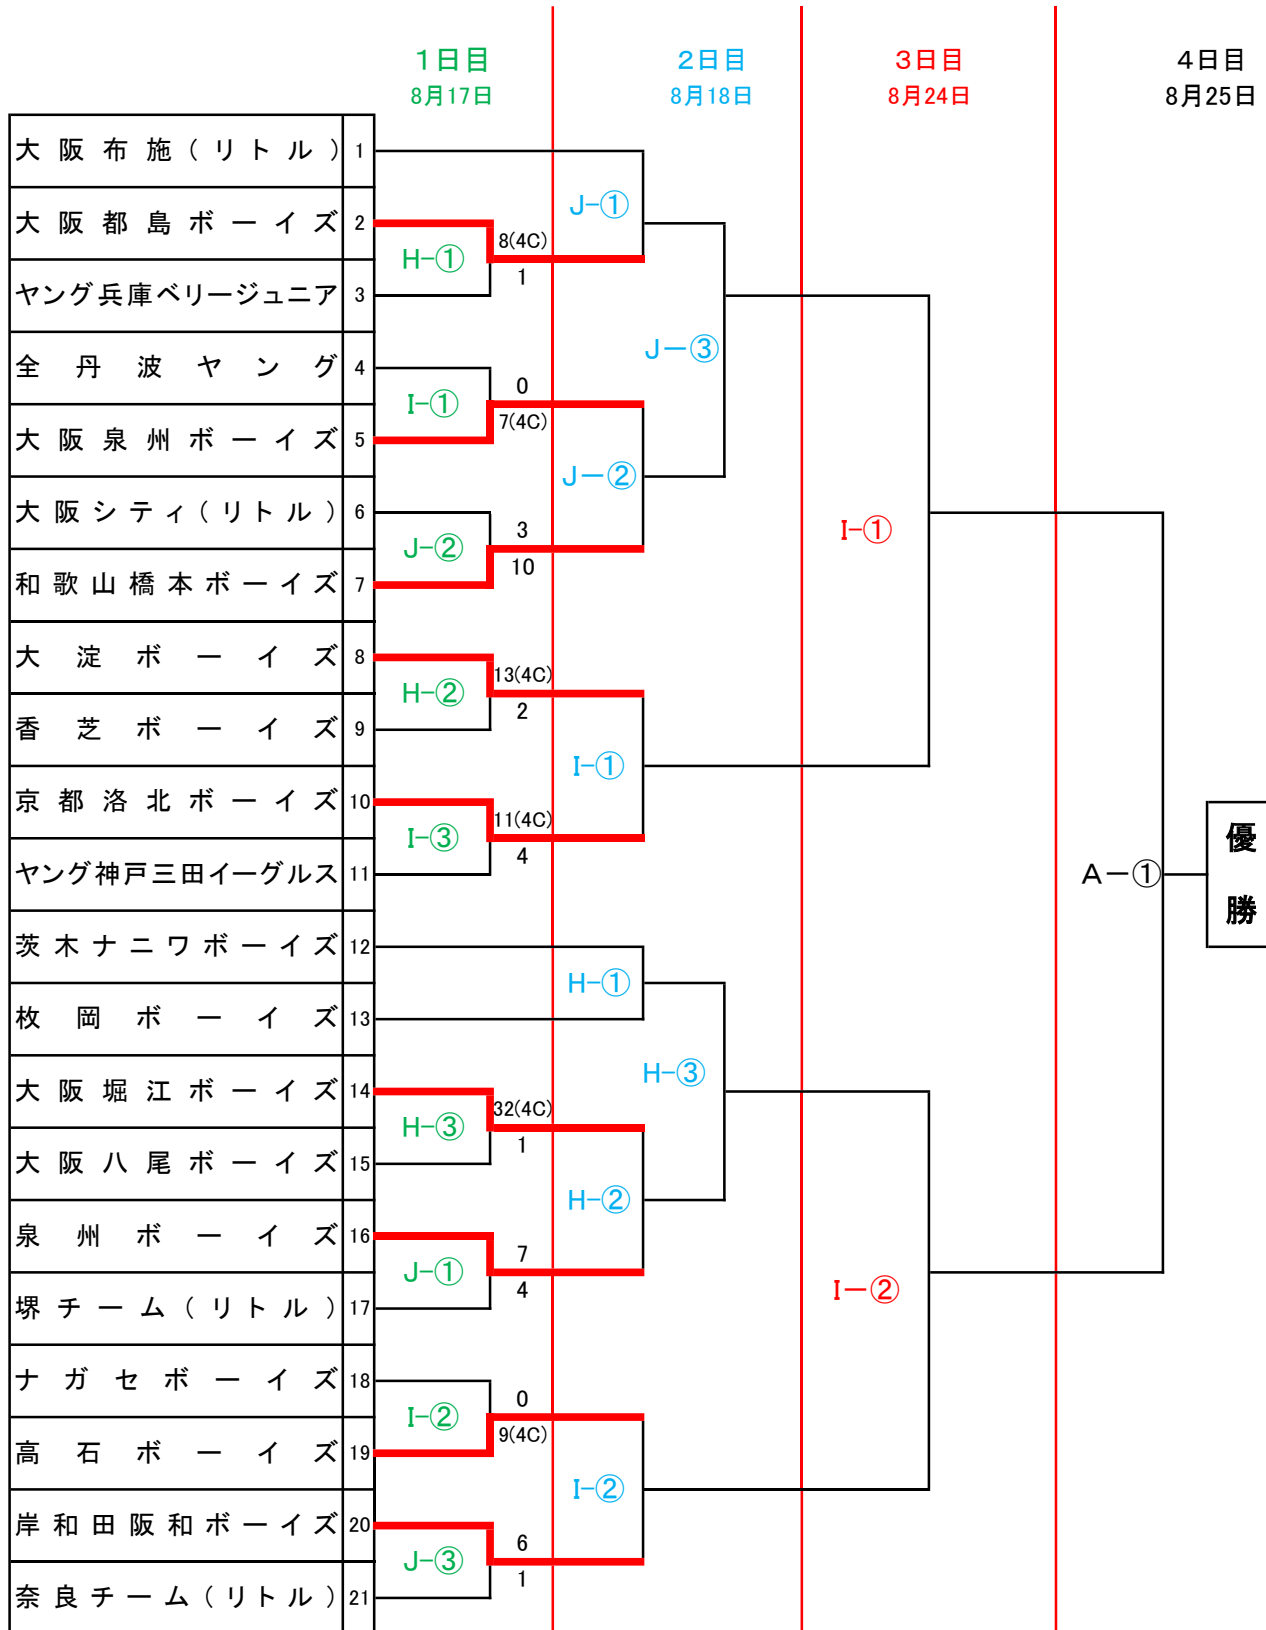 1日目 2日目 3日目 4日目
8月17日 8月18日 8月24日 8月25日
大阪布施(リトル) 1
J-①
大阪都島ボーイズ 2
8(4C)
H-①
1
ヤング兵庫ベリージュニア 3
J－③
全丹波ヤング 4
0
I-①
7(4C)
大阪泉州ボーイズ 5
J－②
大阪シティ(リトル) 6
3
I-①
J-②
10
和歌山橋本ボーイズ 7
大淀ボーイズ 8
13(4C)
H-②
2
香芝ボーイズ 9
I-①
京都洛北ボーイズ 10
11(4C)
I-③
4
優
勝
ヤング神戸三田イーグルス 11
A－①
茨木ナニワボーイズ 12
H-①
枚岡ボーイズ 13
H-③
大阪堀江ボーイズ 14
32(4C)
H-③
1
大阪八尾ボーイズ 15
H-②
泉州ボーイズ 16
7
J-①
4
I－②
堺チーム(リトル) 17
ナガセボーイズ 18
0
I-②
9(4C)
高石ボーイズ 19
I-②
岸和田阪和ボーイズ 20
6
J-③
1
奈良チーム(リトル) 21